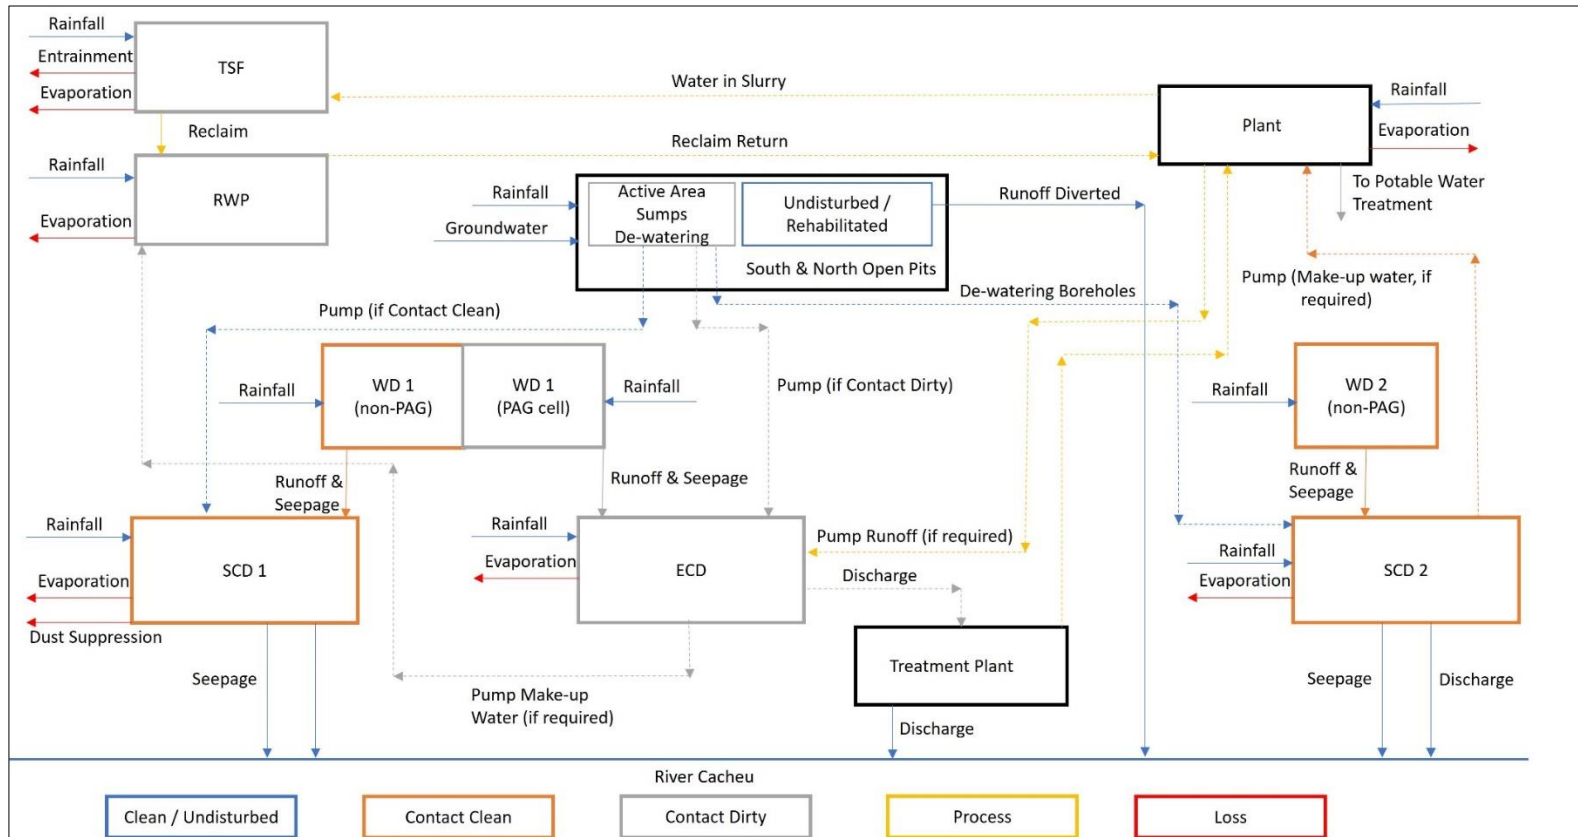 Rainfall
Entrainment
Evaporation
TSF
Water in Slurry
Rainfall
Plant
Evaporation
Reclaim
Reclaim Return
Rainfall
RWP
Evaporation
To Potable Water
Treatment
Rainfall
Groundwater
Active Area
Sumps
De-watering
Undisturbed /
Rehabilitated
South & North Open Pits
Runoff Diverted
De-watering Boreholes
Pump (Make-up water, if
required)
Pump (if Contact Clean)
Rainfall
WD 1
(non-PAG)
WD 1
(PAG cell)
Rainfall
Pump (if Contact Dirty)
Rainfall
WD 2
(non-PAG)
Runoff &
Seepage
Runoff & Seepage
Runoff &
Seepage
Rainfall
SCD 1
Evaporation
Dust Suppression
Rainfall
Evaporation
ECD
Pump Runoff (if required)
Discharge
Rainfall
Evaporation
SCD 2
Treatment Plant
Seepage
Pump Make-up
Water (if required)
Discharge
Seepage
Discharge
River Cacheu
Clean / Undisturbed
Contact Clean
Contact Dirty
Process
Loss